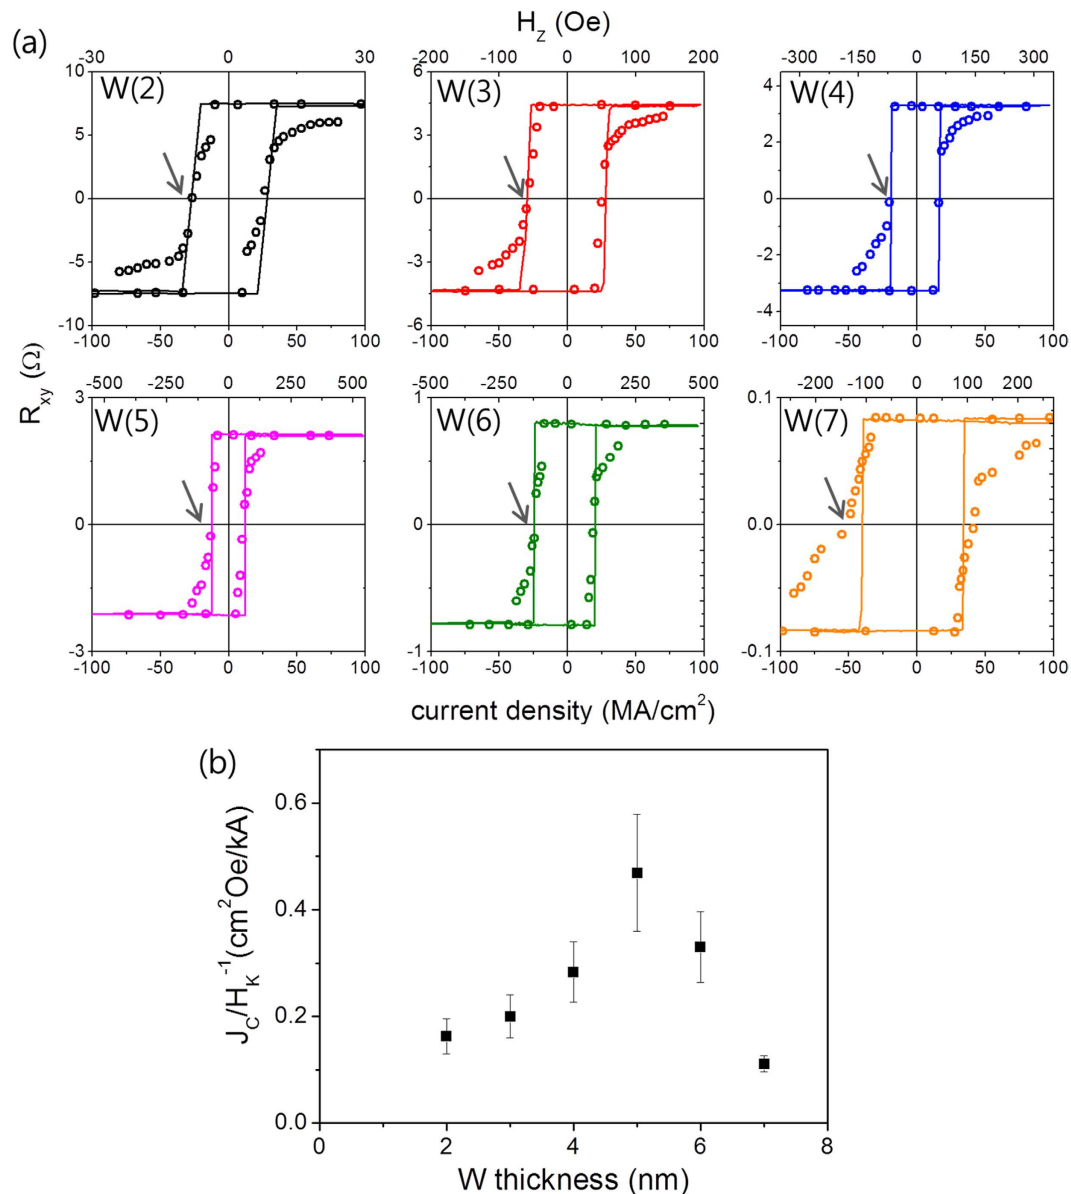 (a)
H_Z (Oe)
-30 0 30 -200 -100 0 100 200 -300 -150 0 150 300
W(2) W(3) W(4)
10 5 0 -5 -10
6 3 0 -3 -6
4 2 0 -2 -4
-100 -50 0 50 100 -100 -50 0 50 100 -100 -50 0 50 100
R_xy (Ω)
-500 -250 0 250 500 -500 -250 0 250 500 -200 -100 0 100 200
W(5) W(6) W(7)
3 0 -3
1 0 -1
0.1 0.0 -0.1
-100 -50 0 50 100 -100 -50 0 50 100 -100 -50 0 50 100
current density (MA/cm²)
(b)
J_C/H_K⁻¹(cm²Oe/kA)
0.6
0.4
0.2
0.0
0 2 4 6 8
W thickness (nm)